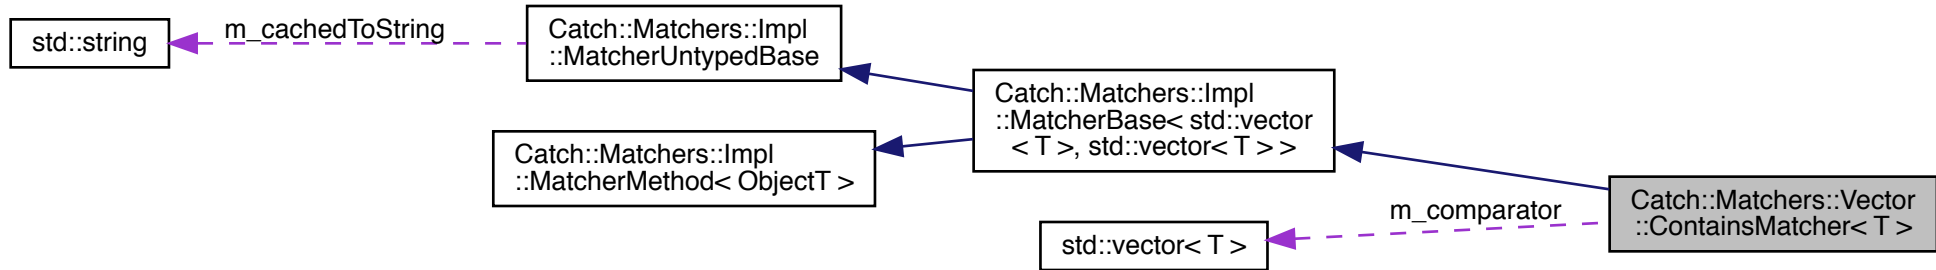 std::string
m_cachedToString
Catch::Matchers::Impl
::MatcherUntypedBase
Catch::Matchers::Impl
::MatcherMethod< ObjectT >
Catch::Matchers::Impl
::MatcherBase< std::vector
< T >, std::vector< T > >
m_comparator
std::vector< T >
Catch::Matchers::Vector
::ContainsMatcher< T >